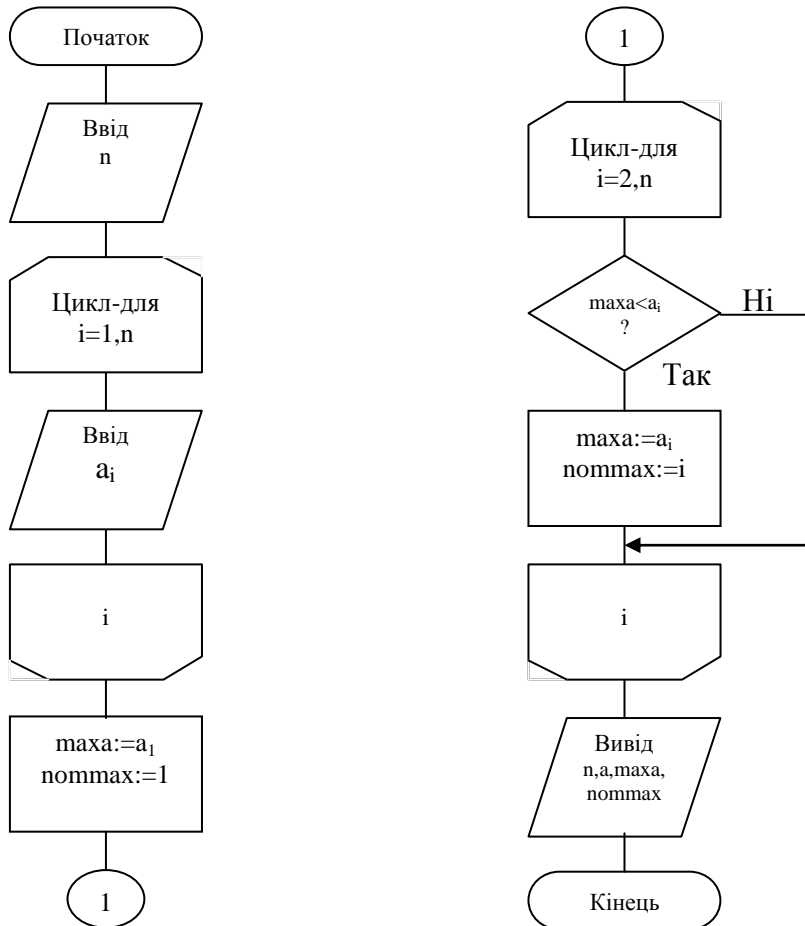 Початок
Ввід
n
Цикл-для
i=1,n
Ввід
aᵢ
i
maxa:=a₁
nommax:=1
1
1
Цикл-для
i=2,n
maxa<aᵢ
?
Ні
Так
maxa:=aᵢ
nommax:=i
i
Вивід
n,a,maxa,
nommax
Кінець